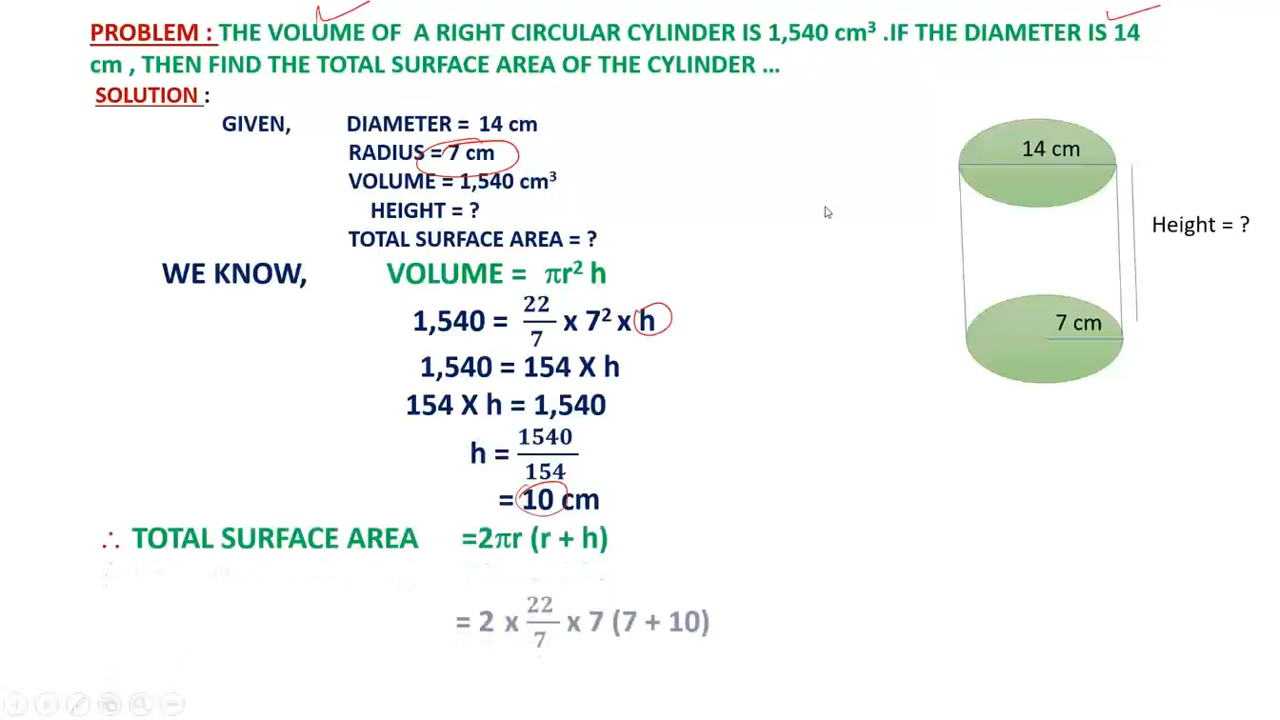 PROBLEM : THE VOLUME OF A RIGHT CIRCULAR CYLINDER IS 1,540 cm³ .IF THE DIAMETER IS 14
cm , THEN FIND THE TOTAL SURFACE AREA OF THE CYLINDER ...
SOLUTION :
GIVEN, DIAMETER = 14 cm
RADIUS = 7 cm
VOLUME = 1,540 cm³
HEIGHT = ?
TOTAL SURFACE AREA = ?
WE KNOW, VOLUME = πr² h
1,540 = 22/7 x 7² x h
1,540 = 154 X h
154 X h = 1,540
h = 1540/154
= 10 cm
∴ TOTAL SURFACE AREA =2πr (r + h)
= 2 x 22/7 x 7 (7 + 10)
14 cm
Height = ?
7 cm